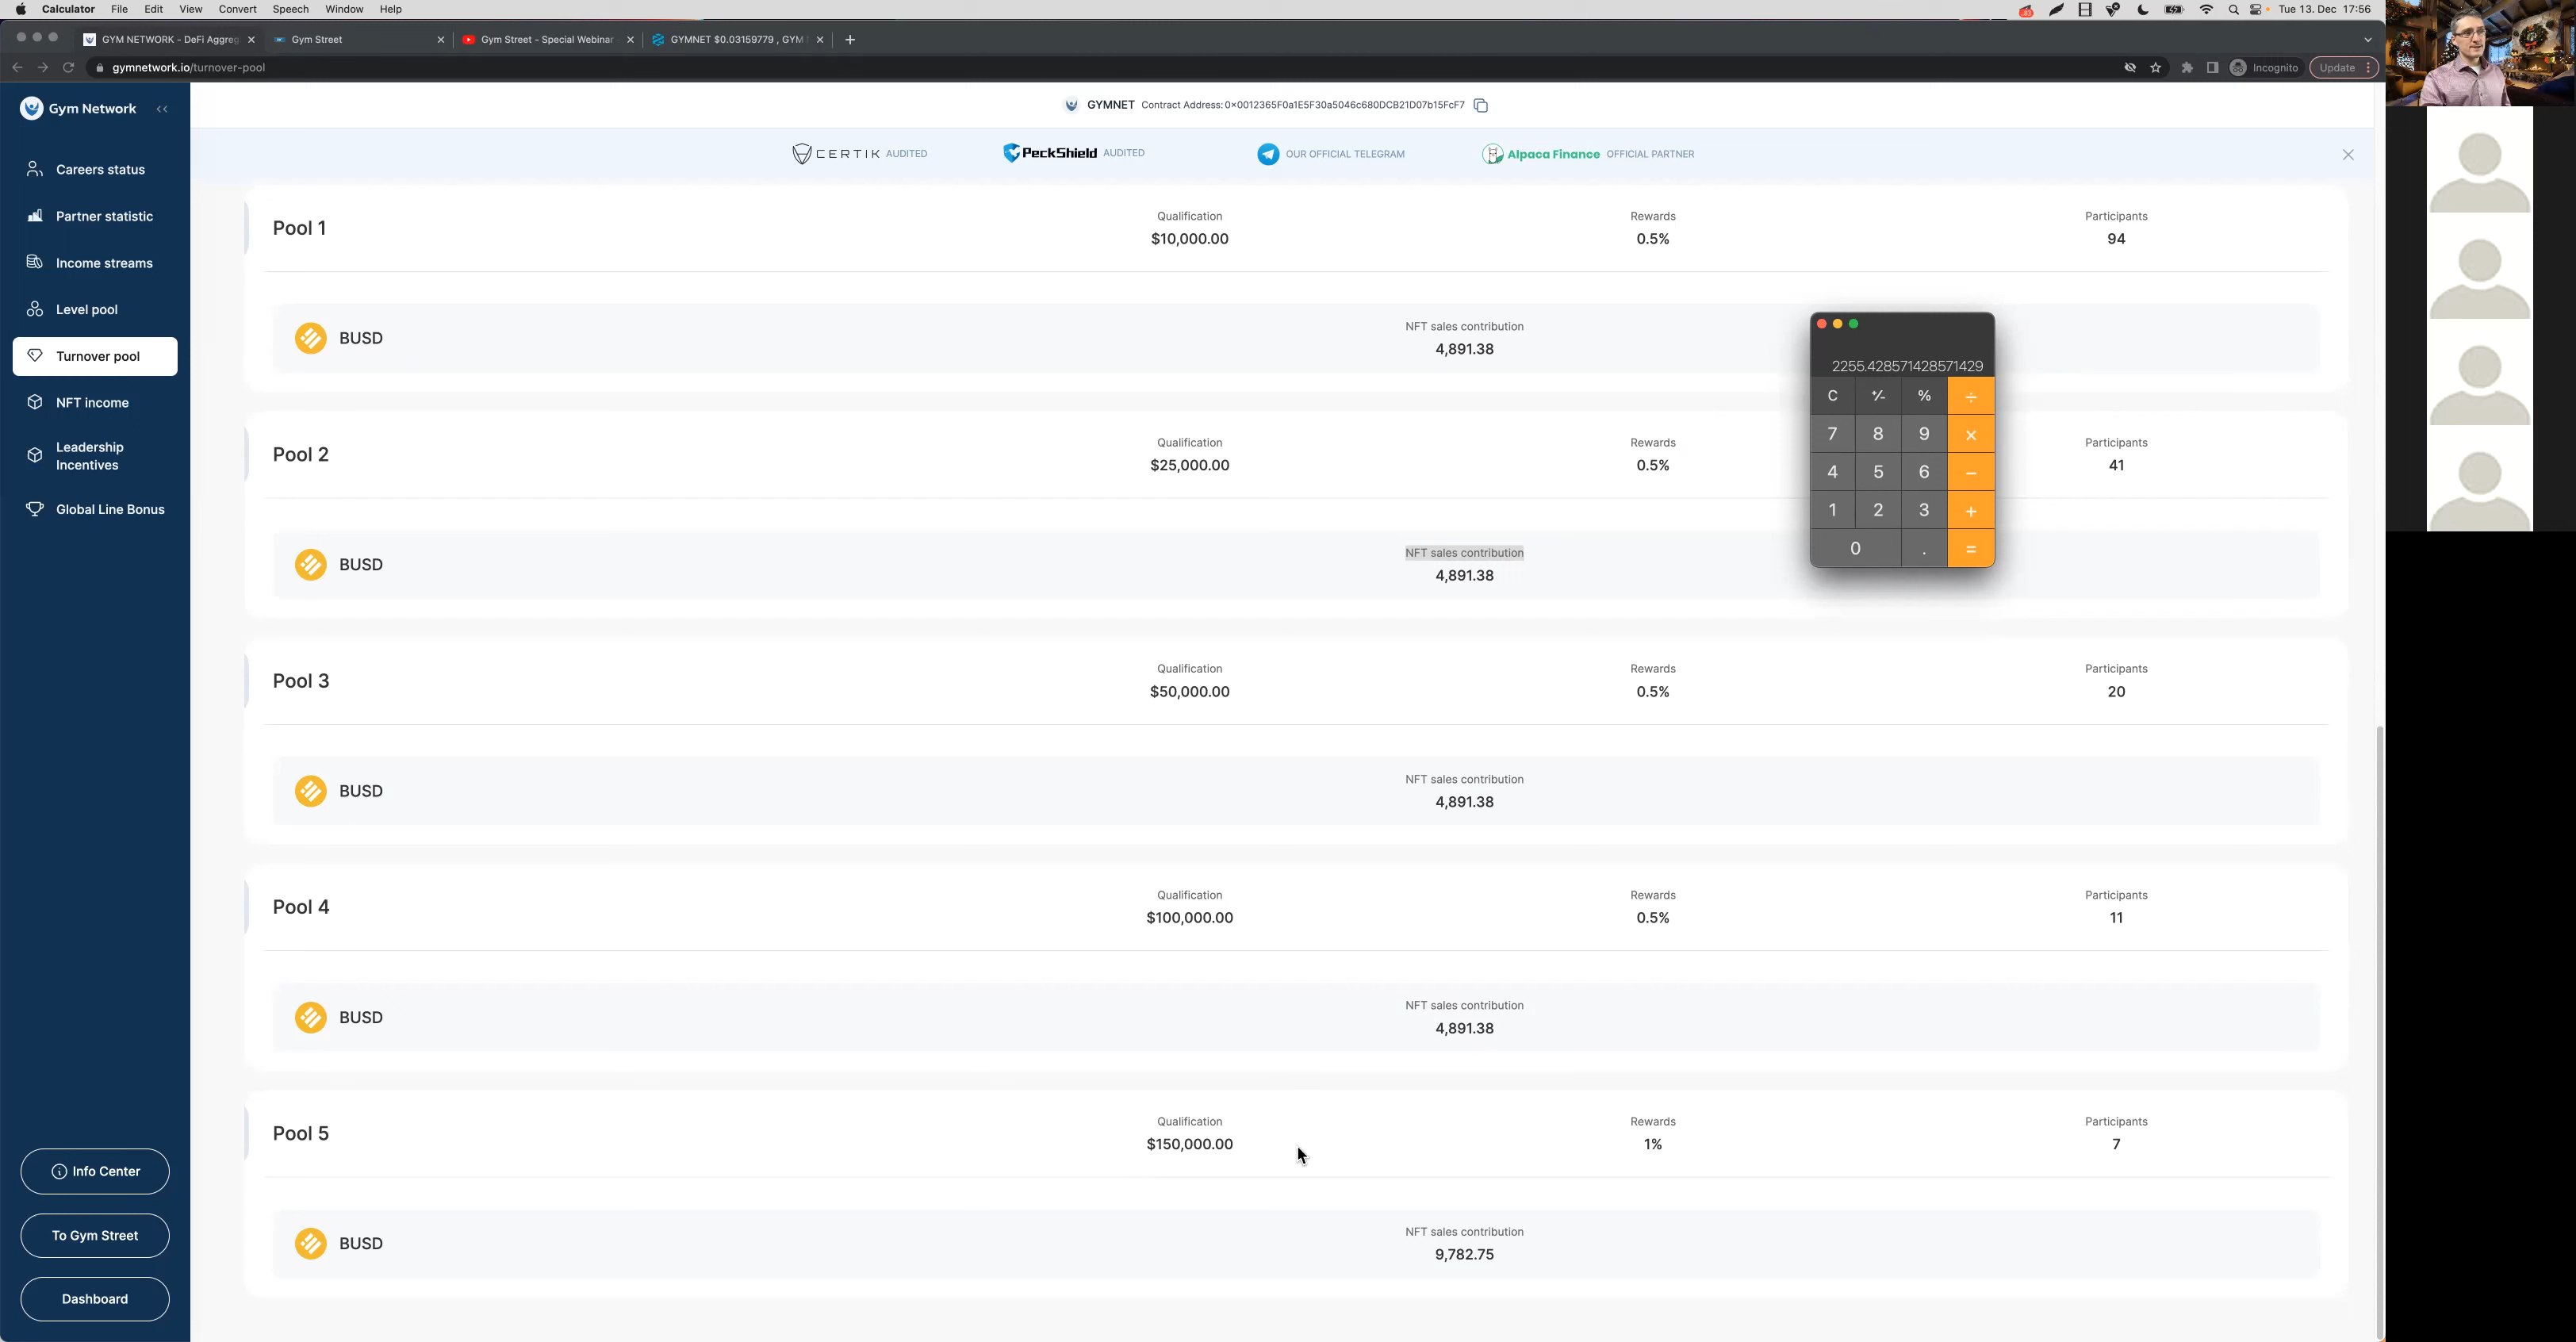 Calculator File Edit View Convert Speech Window Help
Tue 13. Dec 17:56
GYM NETWORK - DeFi Aggreg
Gym Street
Gym Street - Special Webinar
GYMNET $0.03159779 , GYM
gymnetwork.io/turnover-pool
Incognito
Update
Gym Network
GYMNET Contract Address: 0x0012365F0a1E5F30a5046c680DCB21D07b15FcF7
CERTIK AUDITED
PeckShield AUDITED
OUR OFFICIAL TELEGRAM
Alpaca Finance OFFICIAL PARTNER
Careers status
Partner statistic
Income streams
Level pool
Turnover pool
NFT income
Leadership
Incentives
Global Line Bonus
Info Center
To Gym Street
Dashboard
Pool 1
Qualification
$10,000.00
Rewards
0.5%
Participants
94
BUSD
NFT sales contribution
4,891.38
Pool 2
Qualification
$25,000.00
Rewards
0.5%
Participants
41
BUSD
NFT sales contribution
4,891.38
Pool 3
Qualification
$50,000.00
Rewards
0.5%
Participants
20
BUSD
NFT sales contribution
4,891.38
Pool 4
Qualification
$100,000.00
Rewards
0.5%
Participants
11
BUSD
NFT sales contribution
4,891.38
Pool 5
Qualification
$150,000.00
Rewards
1%
Participants
7
BUSD
NFT sales contribution
9,782.75
2255.428571428571429
C ⁺∕₋ % ÷
7 8 9 ×
4 5 6 −
1 2 3 +
0 . =